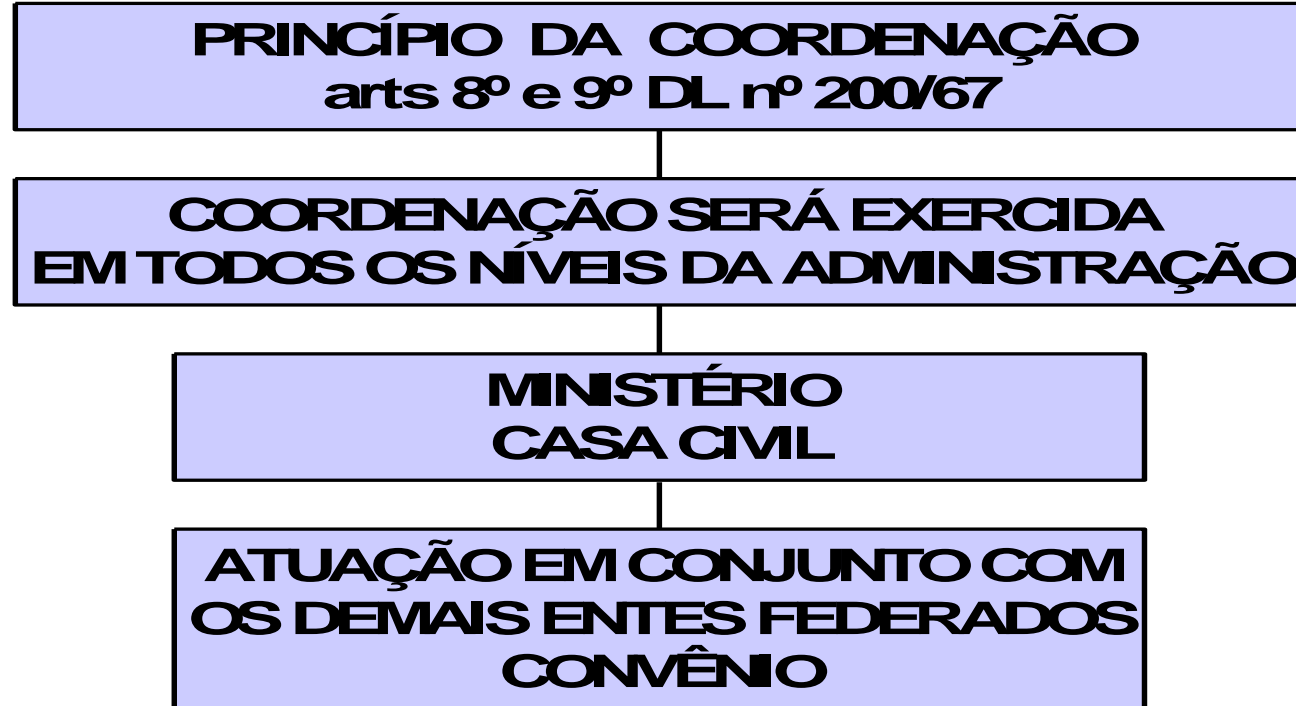 PRINCÍPIO DA COORDENAÇÃO
arts 8º e 9º DL nº 200/67
COORDENAÇÃO SERÁ EXERCIDA
EM TODOS OS NÍVEIS DA ADMINISTRAÇÃO
MINISTÉRIO
CASA CIVIL
ATUAÇÃO EM CONJUNTO COM
OS DEMAIS ENTES FEDERADOS
CONVÊNIO